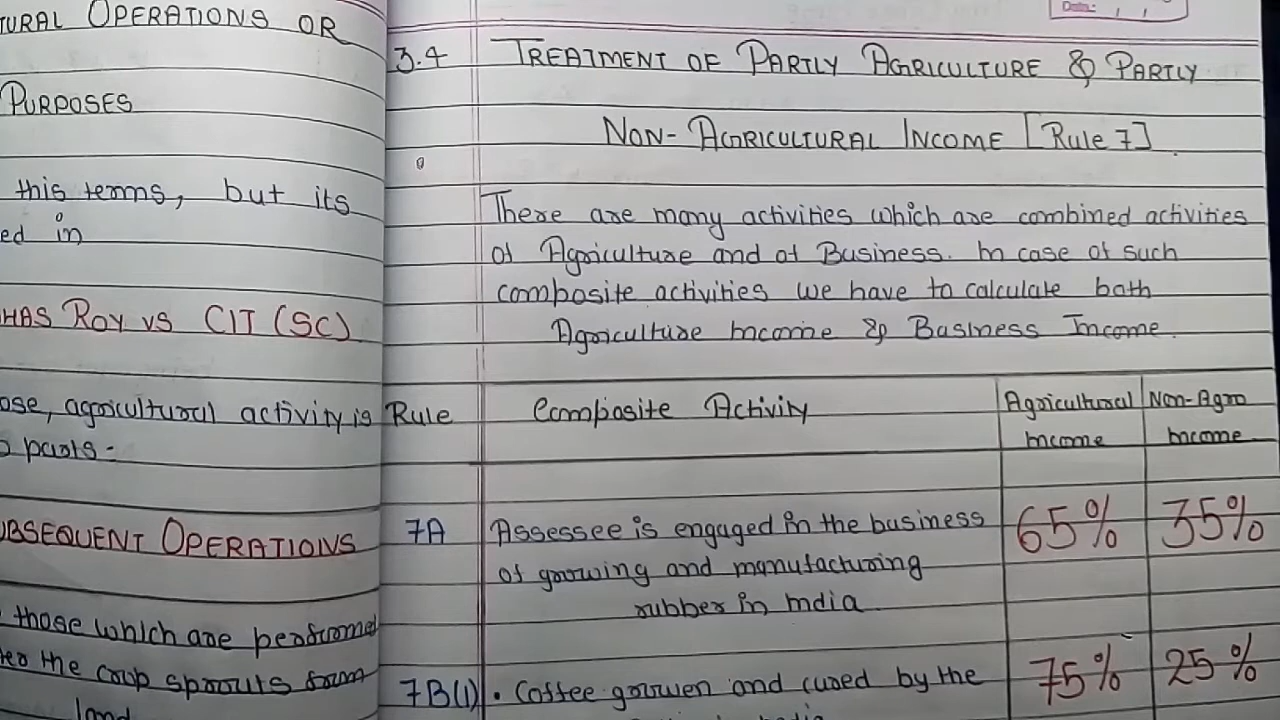 TURAL OPERATIONS OR
PURPOSES
this terms, but its
ed in
HAS ROY VS CIT (SC)
ose, agricultural activity is
parts -
BSEQUENT OPERATIONS
those which are performed
the crop sprouts from
land
Date:
3.4 TREATMENT OF PARTLY AGRICULTURE & PARTLY
NON-AGRICULTURAL INCOME [Rule 7]
There are many activities which are combined activities
of Agriculture and of Business. In case of such
composite activities we have to calculate both
Agriculture Income & Business Income.
Rule Composite Activity Agricultural Income Non-Agro Income
7A Assessee is engaged in the business 65% 35%
of growing and manufacturing
rubber in India
7B(1) • Coffee grown and cured by the 75% 25%